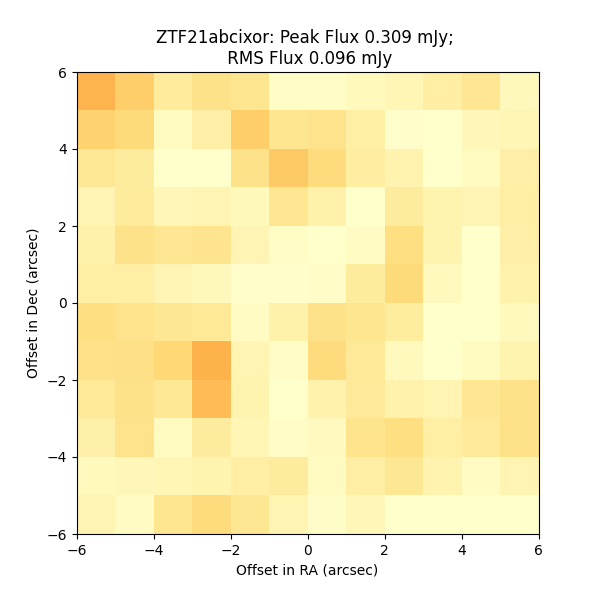 ZTF21abcixor: Peak Flux 0.309 mJy;
RMS Flux 0.096 mJy
6
4
2
0
−2
−4
−6
Offset in Dec (arcsec)
−6 −4 −2 0 2 4 6
Offset in RA (arcsec)